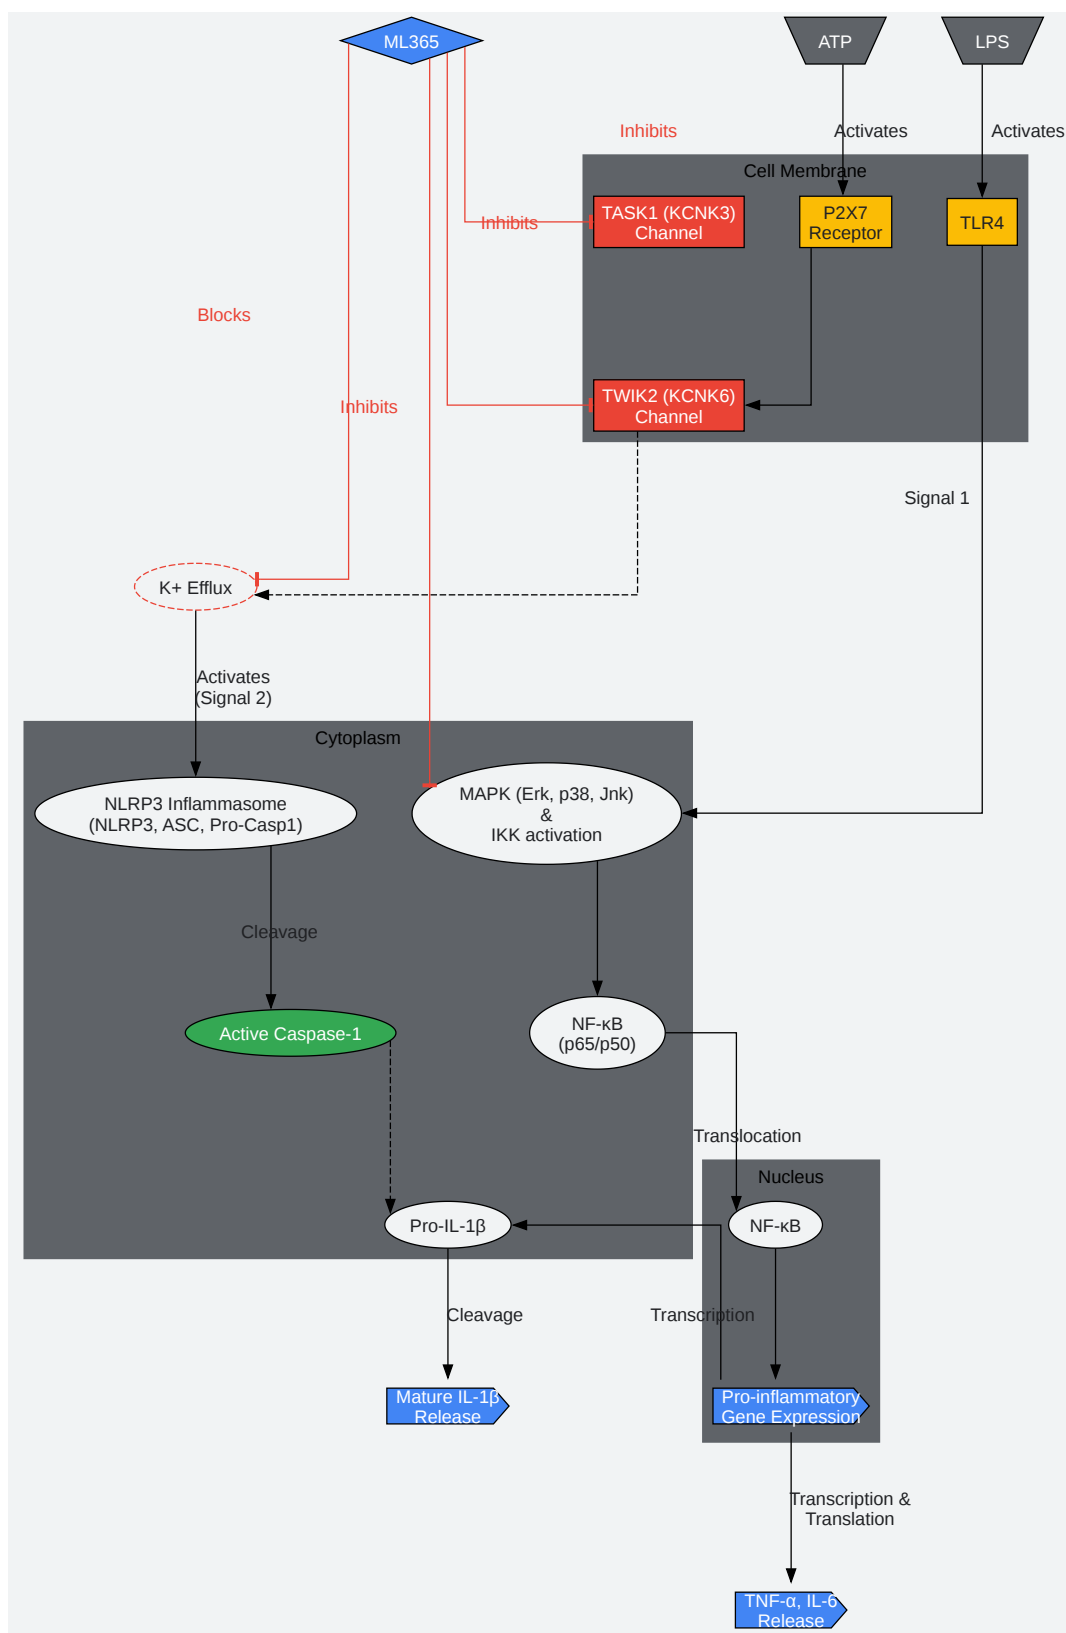 ML365
ATP
LPS
Inhibits
Activates
Activates
Cell Membrane
TASK1 (KCNK3)
Channel
P2X7
Receptor
TLR4
Inhibits
Blocks
TWIK2 (KCNK6)
Channel
Inhibits
Signal 1
K+ Efflux
Activates
(Signal 2)
Cytoplasm
NLRP3 Inflammasome
(NLRP3, ASC, Pro-Casp1)
MAPK (Erk, p38, Jnk)
&
IKK activation
Cleavage
Active Caspase-1
NF-κB
(p65/p50)
Translocation
Nucleus
Pro-IL-1β
NF-κB
Cleavage
Transcription
Mature IL-1β
Release
Pro-inflammatory
Gene Expression
Transcription &
Translation
TNF-α, IL-6
Release